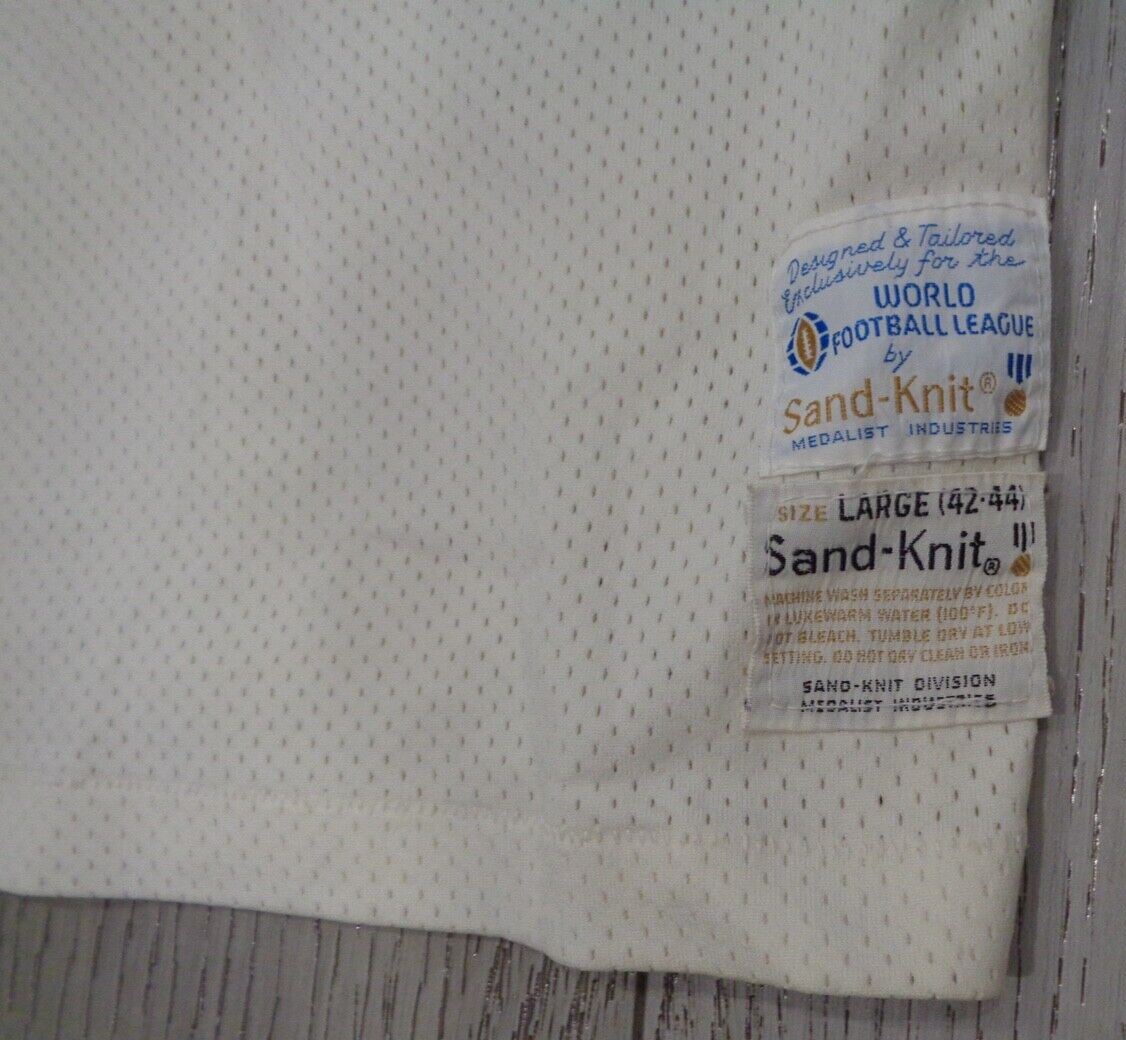 Designed & Tailored
Exclusively for the
WORLD
FOOTBALL LEAGUE
by
Sand-Knit®
MEDALIST INDUSTRIES
SIZE LARGE (42-44)
Sand-Knit®
MACHINE WASH SEPARATELY BY COLOR
IN LUKEWARM WATER (100°F). DO
NOT BLEACH. TUMBLE DRY AT LOW
SETTING. DO NOT DRY CLEAN OR IRON.
SAND-KNIT DIVISION
MEDALIST INDUSTRIES